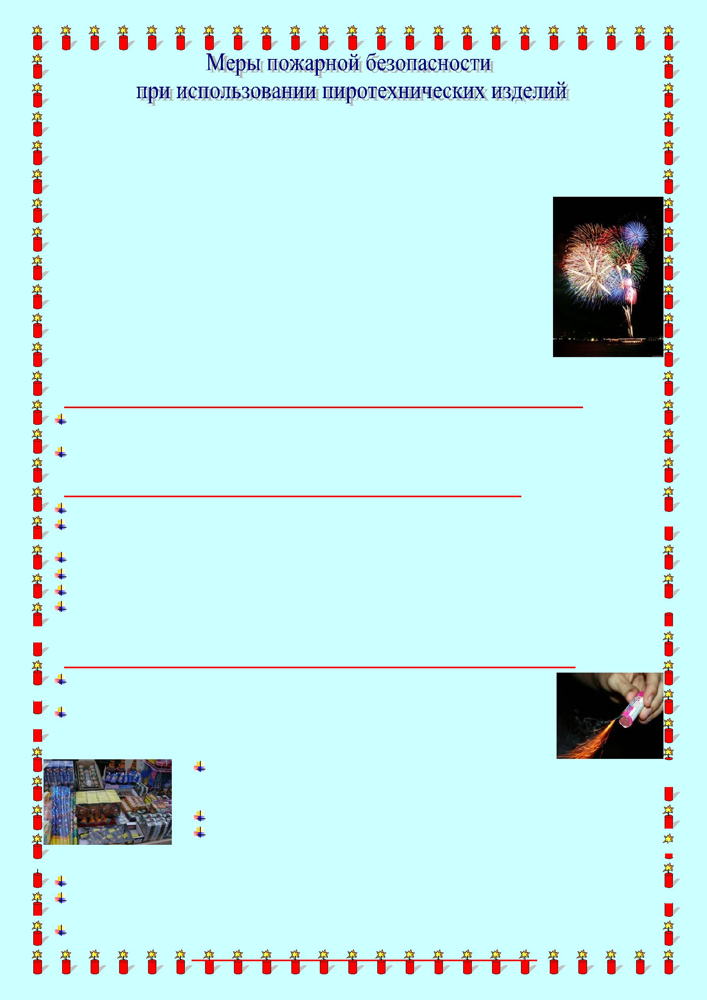 Меры пожарной безопасности
при использовании пиротехнических изделий